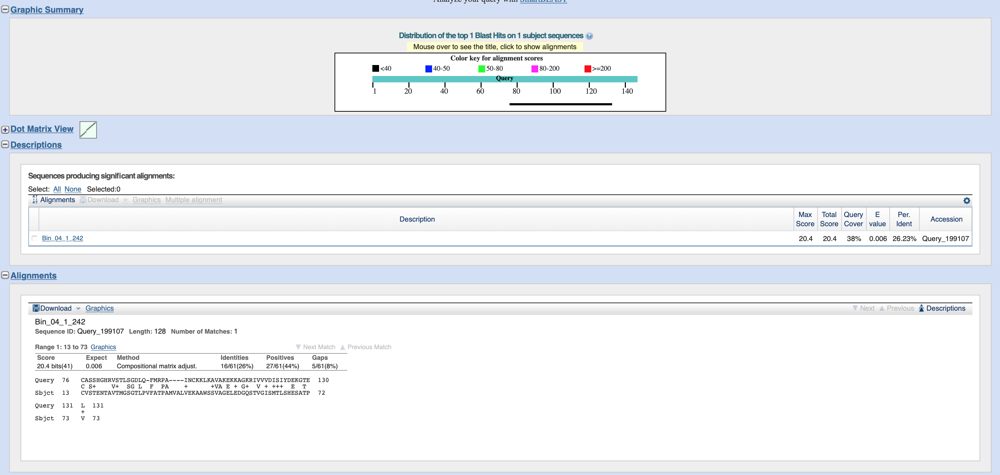 Analyze your query with SmartBLAST
Graphic Summary
Distribution of the top 1 Blast Hits on 1 subject sequences
Mouse over to see the title, click to show alignments
Color key for alignment scores
<40 40-50 50-80 80-200 >=200
Query
1 20 40 60 80 100 120 140
Dot Matrix View
Descriptions
Sequences producing significant alignments:
Select: All None Selected:0
Alignments Download Graphics Multiple alignment
Description Max Score Total Score Query Cover E value Per. Ident Accession
Bin_04_1_242 20.4 20.4 38% 0.006 26.23% Query_199107
Alignments
Download Graphics Next Previous Descriptions
Bin_04_1_242
Sequence ID: Query_199107 Length: 128 Number of Matches: 1
Range 1: 13 to 73 Graphics Next Match Previous Match
Score Expect Method Identities Positives Gaps
20.4 bits(41) 0.006 Compositional matrix adjust. 16/61(26%) 27/61(44%) 5/61(8%)
Query 76 CASSHGHRVSTLSGDLQ-FMRPA----INCKKLKAVAKEKKAGKRIVVVDISIYDEKGTE 130
C S+    V+  SG L  F  PA    +      +VA E + G+  V + +++  E  T
Sbjct 13 CVSTENTAVTMGSGTLPVFATPAMVALVEKAAWSSVAGELEDGQSTVGISMTLSHESATP 72
Query 131 L 131
+
Sbjct 73 V 73